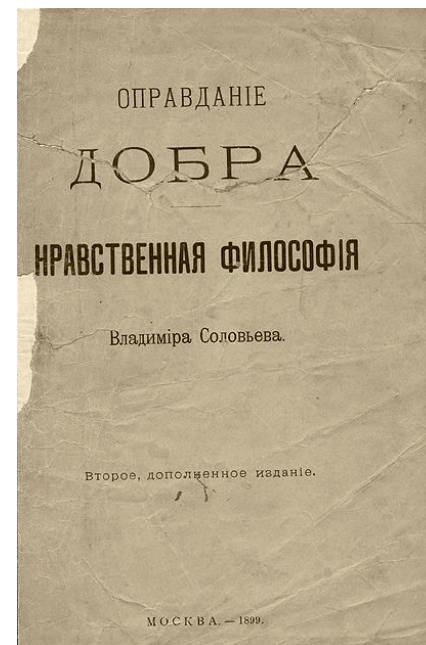 ОПРАВДАНІЕ
ДОБРА
НРАВСТВЕННАЯ ФИЛОСОФІЯ
Владиміра Соловьева.
Второе, дополненное изданіе.
МОСКВА.—1899.